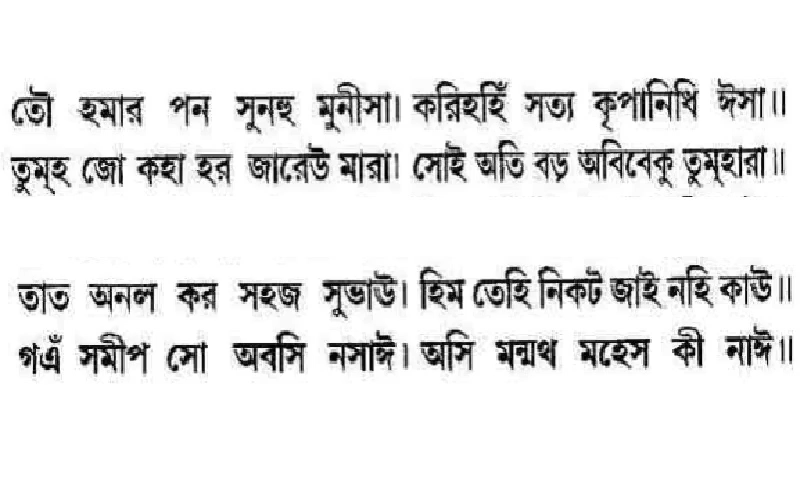 তৌ হমার পন সুনহু মুনীসা। করিহহিঁ সত্য কৃপানিধি ঈসা॥
তুম্‌হ জো কহা হর জারেউ মারা। সোই অতি বড় অবিবেকু তুম্‌হারা॥
তাত অনল কর সহজ সুভাউ। হিম তেহি নিকট জাই নহি কাউ॥
গএঁ সমীপ সো অবসি নসাঈ। অসি মন্মথ মহেস কী নাঈ॥